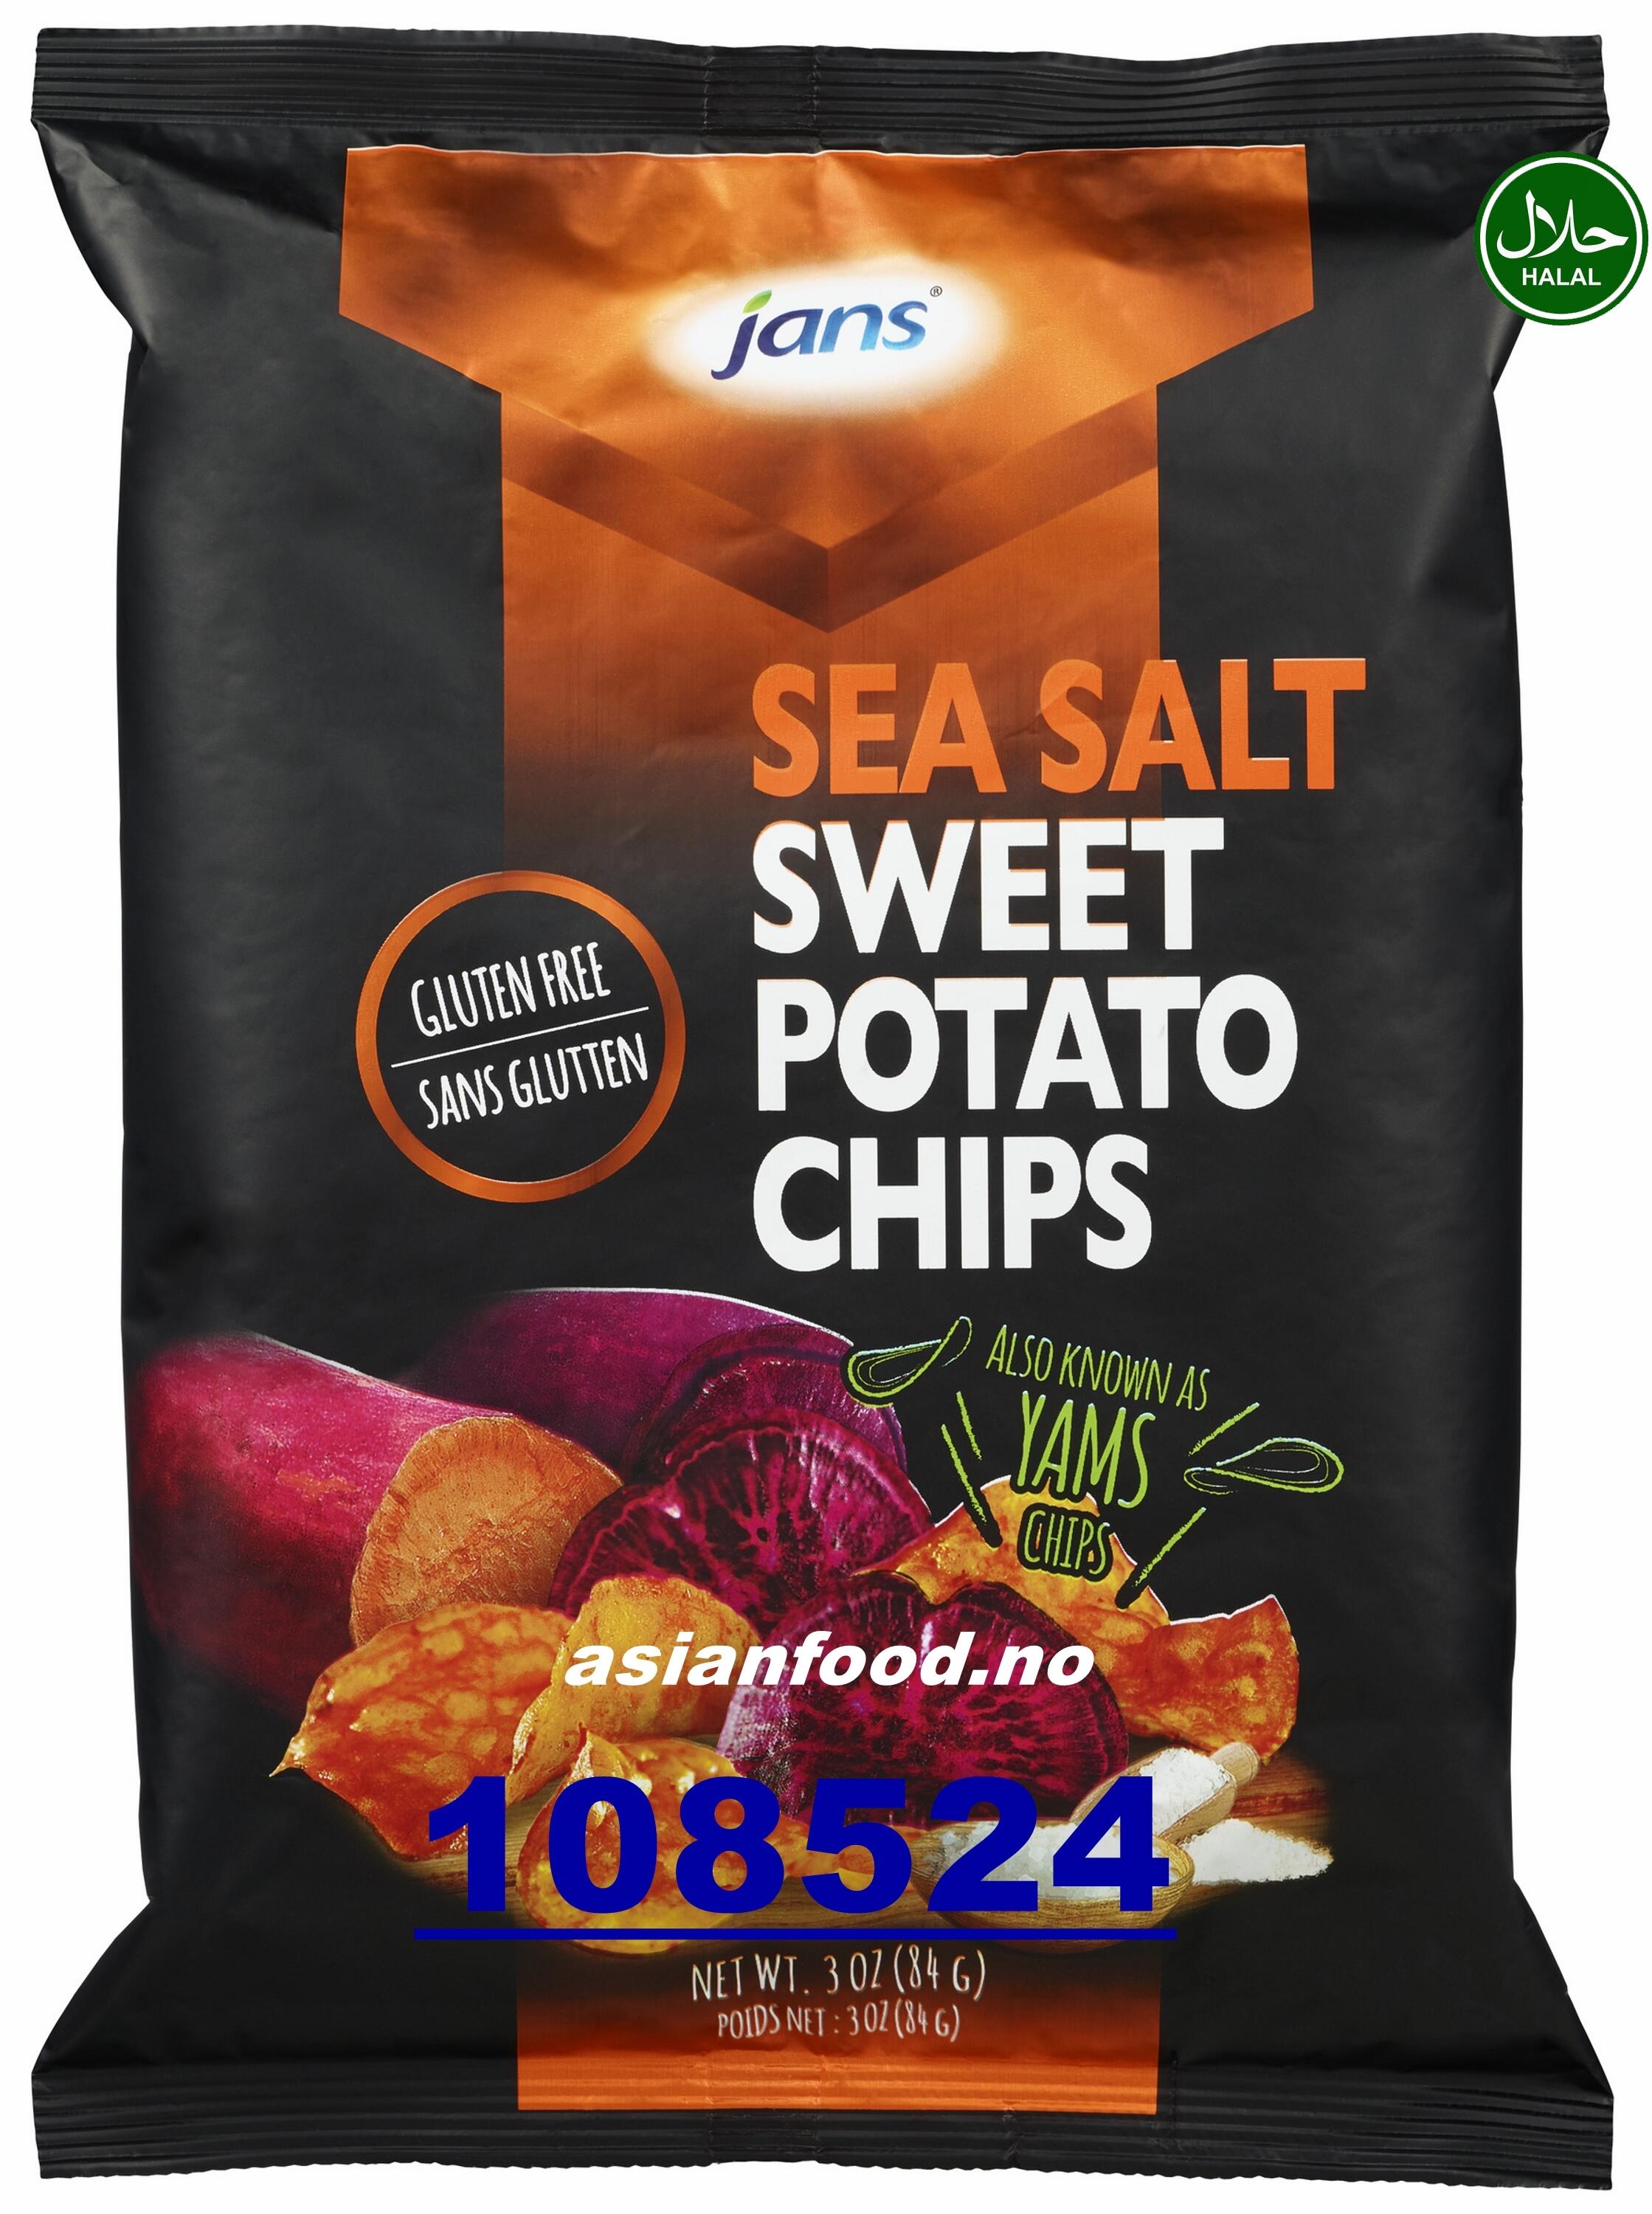 jans®
حلال
HALAL
SEA SALT
SWEET
POTATO
CHIPS
GLUTEN FREE
SANS GLUTTEN
ALSO KNOWN AS
YAMS
CHIPS
asianfood.no
108524
NET WT. 3 OZ (84 G)
POIDS NET : 3 OZ (84 G)